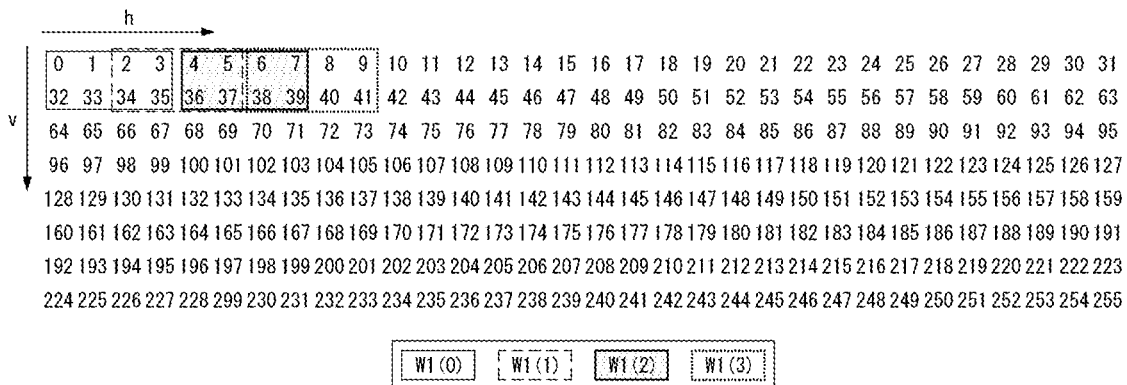 h
v
0 1 2 3 4 5 6 7 8 9 10 11 12 13 14 15 16 17 18 19 20 21 22 23 24 25 26 27 28 29 30 31
32 33 34 35 36 37 38 39 40 41 42 43 44 45 46 47 48 49 50 51 52 53 54 55 56 57 58 59 60 61 62 63
64 65 66 67 68 69 70 71 72 73 74 75 76 77 78 79 80 81 82 83 84 85 86 87 88 89 90 91 92 93 94 95
96 97 98 99 100 101 102 103 104 105 106 107 108 109 110 111 112 113 114 115 116 117 118 119 120 121 122 123 124 125 126 127
128 129 130 131 132 133 134 135 136 137 138 139 140 141 142 143 144 145 146 147 148 149 150 151 152 153 154 155 156 157 158 159
160 161 162 163 164 165 166 167 168 169 170 171 172 173 174 175 176 177 178 179 180 181 182 183 184 185 186 187 188 189 190 191
192 193 194 195 196 197 198 199 200 201 202 203 204 205 206 207 208 209 210 211 212 213 214 215 216 217 218 219 220 221 222 223
224 225 226 227 228 299 230 231 232 233 234 235 236 237 238 239 240 241 242 243 244 245 246 247 248 249 250 251 252 253 254 255
W1(0) W1(1) W1(2) W1(3)